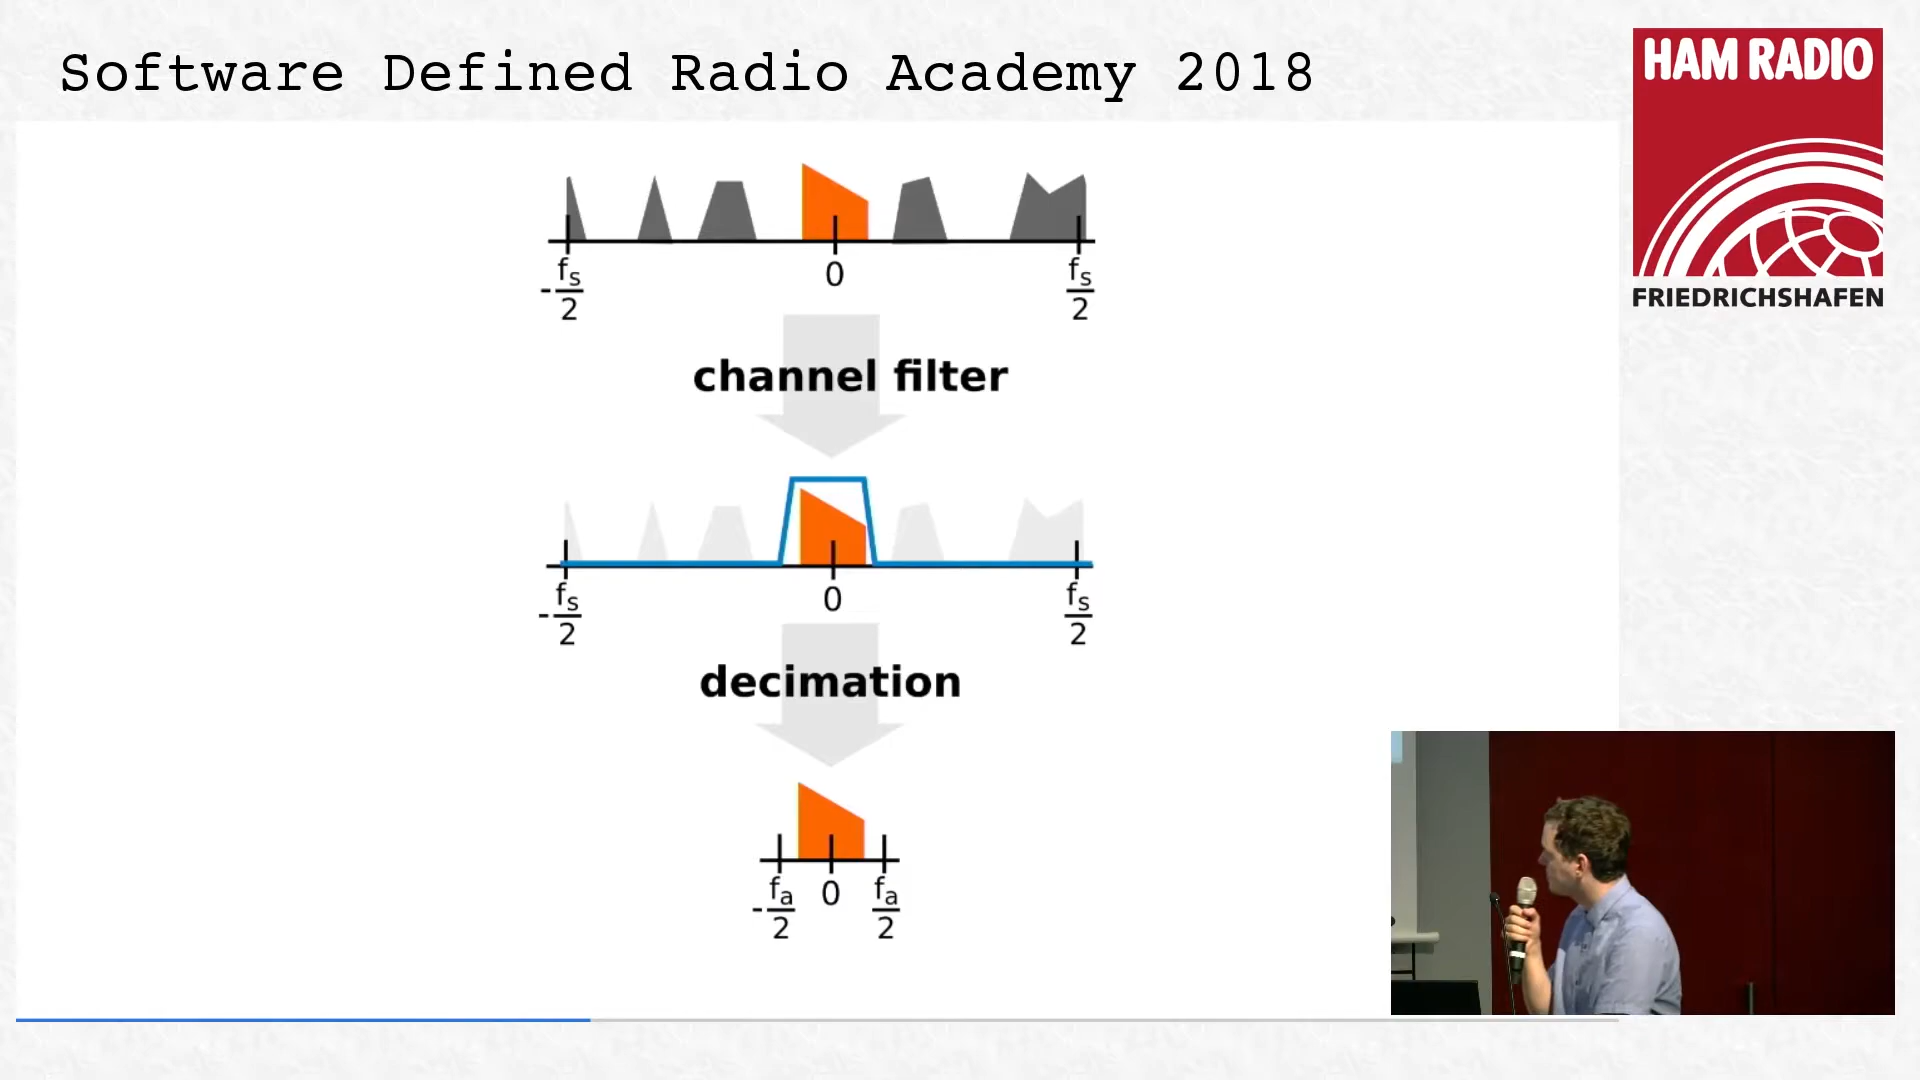 Software Defined Radio Academy 2018
HAM RADIO
FRIEDRICHSHAFEN
-fs/2 0 fs/2
channel filter
-fs/2 0 fs/2
decimation
-fa/2 0 fa/2